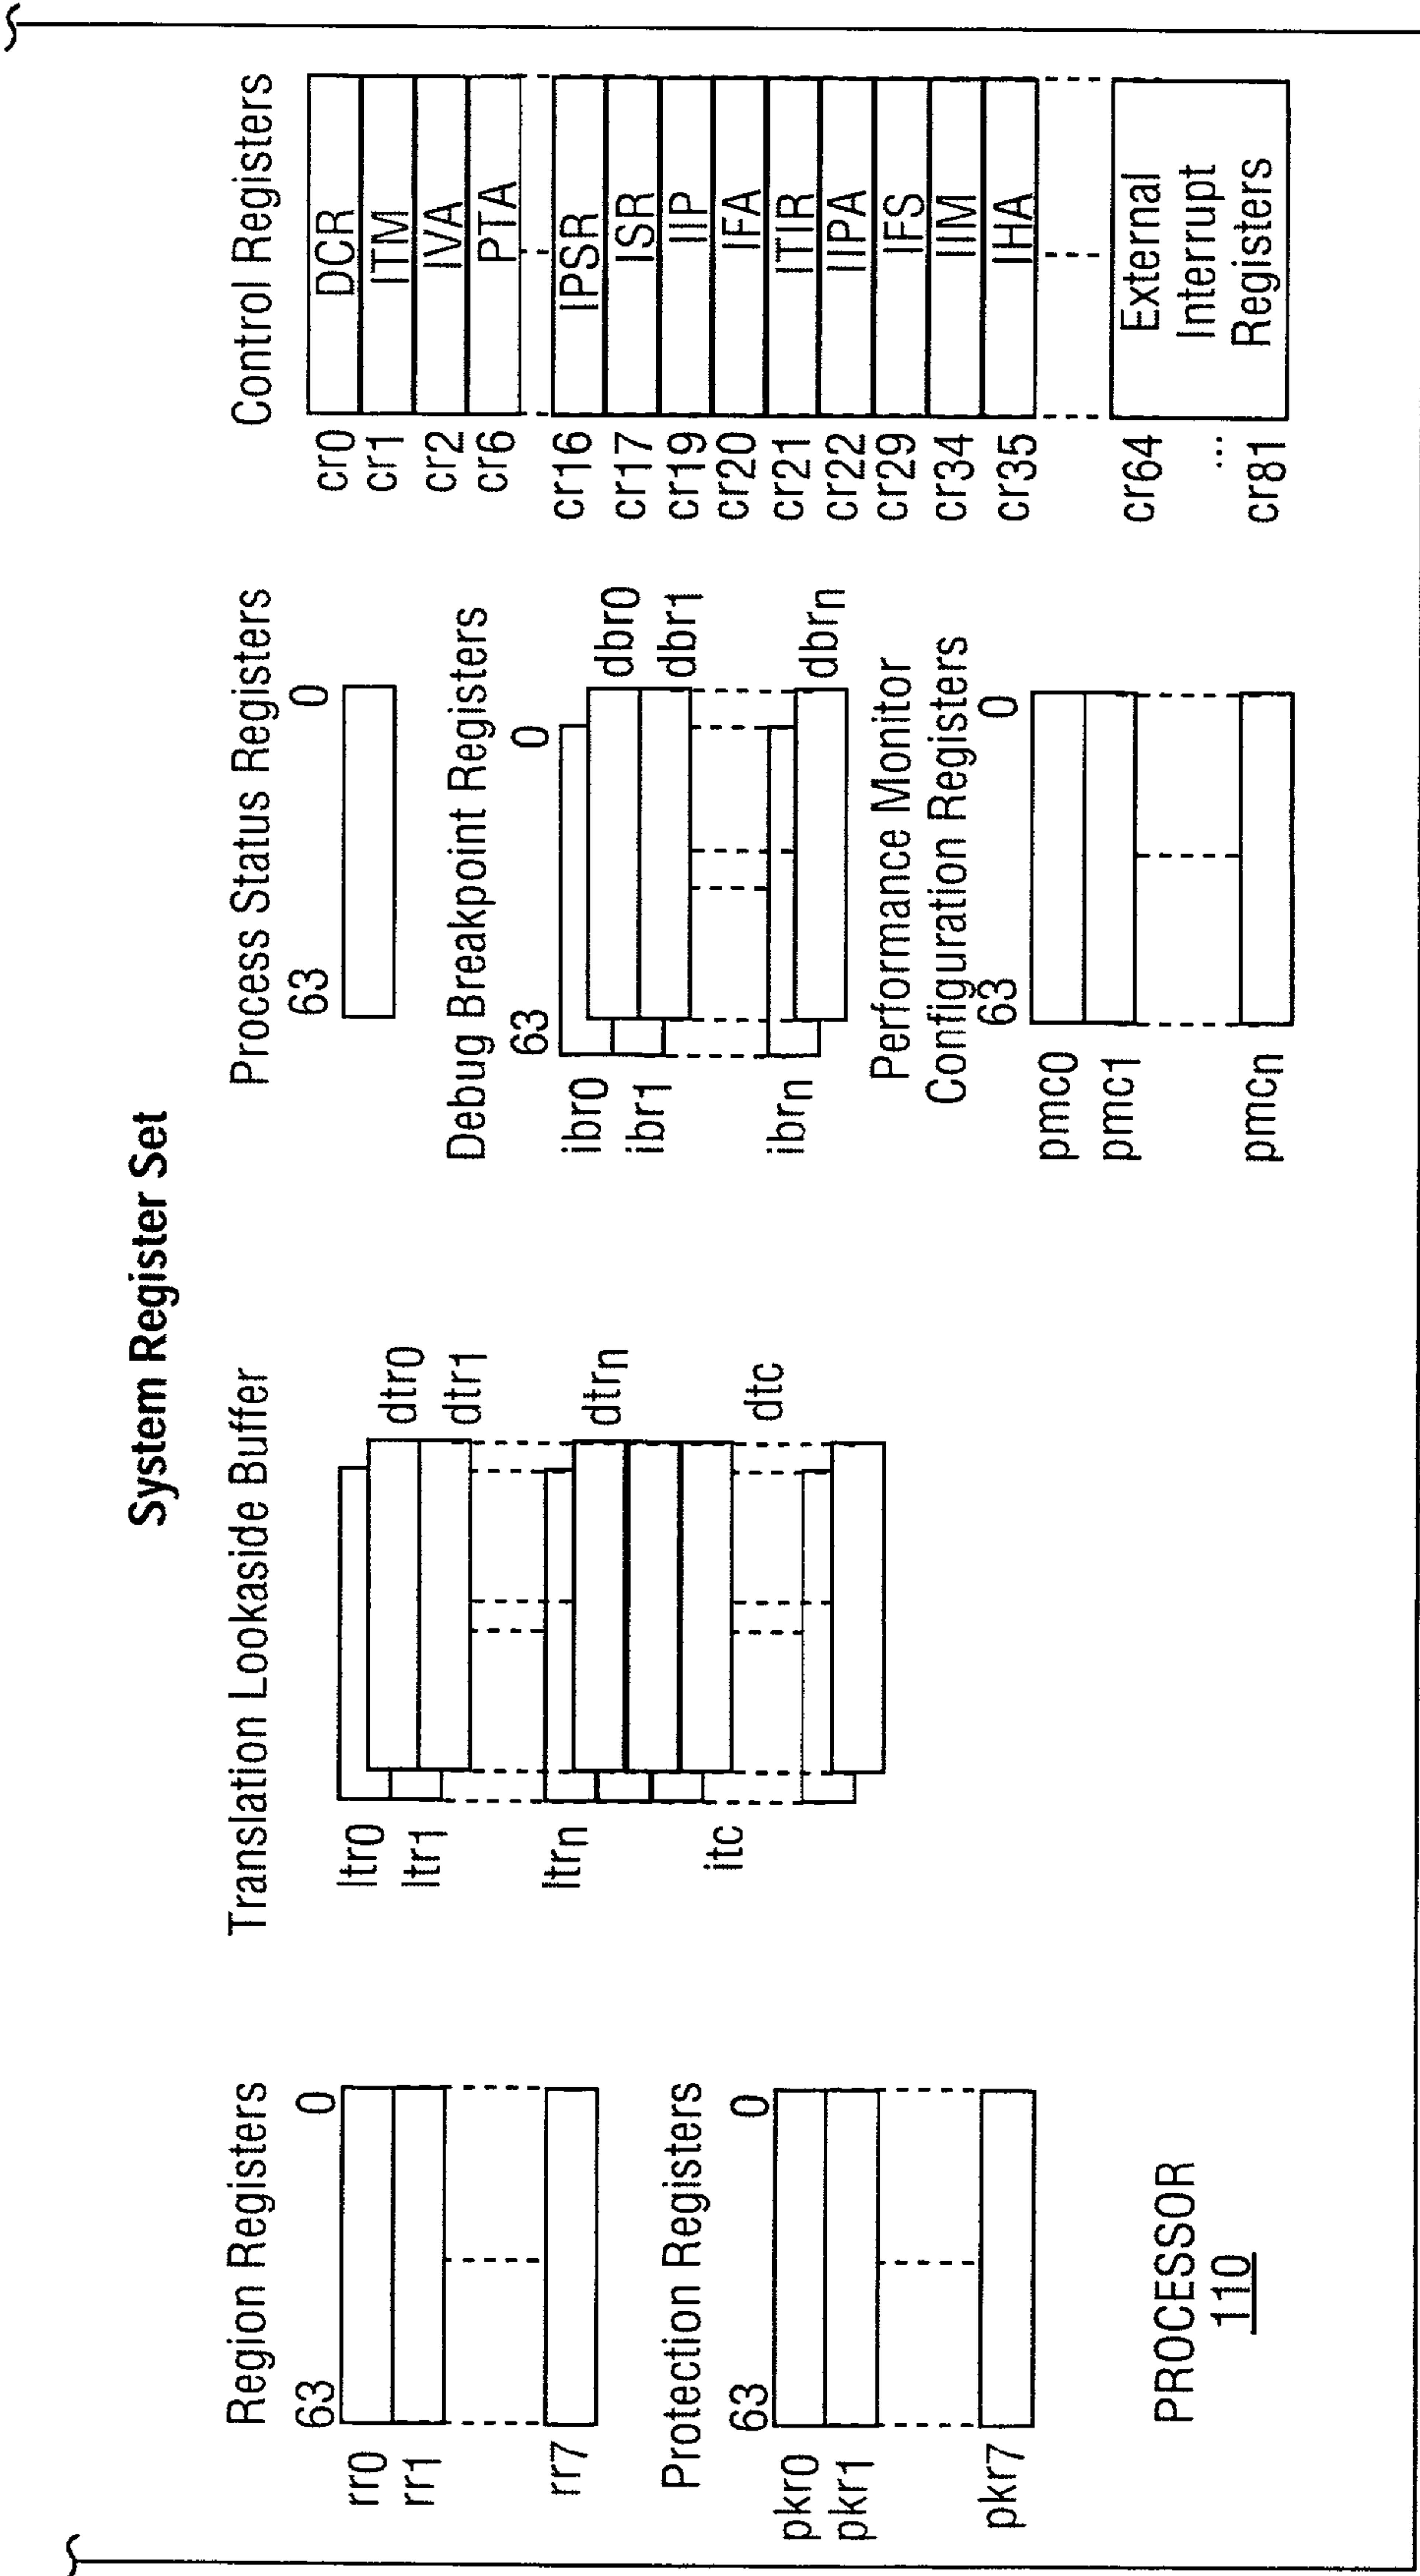 System Register Set
Region Registers
63 0
rr0
rr1
rr7
Protection Registers
63 0
pkr0
pkr1
pkr7
PROCESSOR
110
Translation Lookaside Buffer
Itr0
dtr0
Itr1
dtr1
Itrn
dtrn
itc
dtc
Process Status Registers
63 0
Debug Breakpoint Registers
63 0
ibr0
dbr0
ibr1
dbr1
ibrn
dbrn
Performance Monitor
Configuration Registers
63 0
pmc0
pmc1
pmcn
Control Registers
cr0 DCR
cr1 ITM
cr2 IVA
cr6 PTA
cr16 IPSR
cr17 ISR
cr19 IIP
cr20 IFA
cr21 ITIR
cr22 IIPA
cr29 IFS
cr34 IIM
cr35 IHA
cr64 External
... Interrupt
cr81 Registers